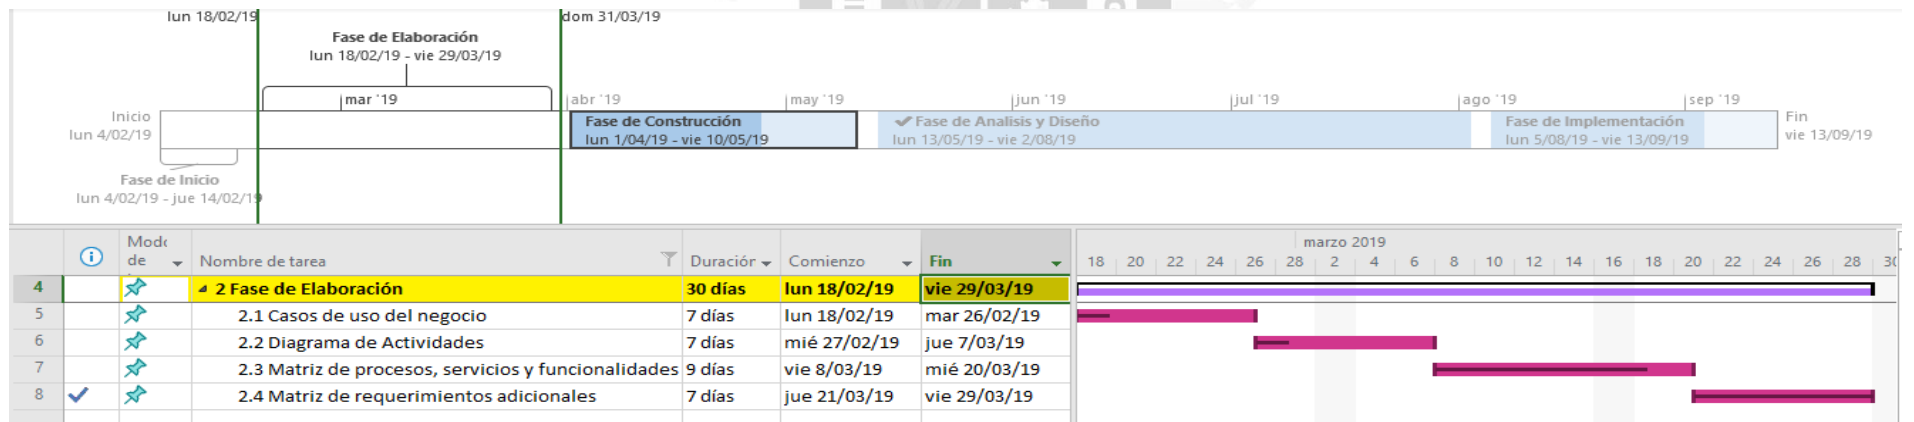 lun 18/02/19
dom 31/03/19
Fase de Elaboración
lun 18/02/19 - vie 29/03/19
mar '19
abr '19
may '19
jun '19
jul '19
ago '19
sep '19
Inicio
lun 4/02/19
Fase de Construcción
lun 1/04/19 - vie 10/05/19
Fase de Analisis y Diseño
lun 13/05/19 - vie 2/08/19
Fase de Implementación
lun 5/08/19 - vie 13/09/19
Fin
vie 13/09/19
Fase de Inicio
lun 4/02/19 - jue 14/02/19
Modo
de
Nombre de tarea
Duración
Comienzo
Fin
marzo 2019
18 20 22 24 26 28 2 4 6 8 10 12 14 16 18 20 22 24 26 28 30
4 2 Fase de Elaboración 30 días lun 18/02/19 vie 29/03/19
5 2.1 Casos de uso del negocio 7 días lun 18/02/19 mar 26/02/19
6 2.2 Diagrama de Actividades 7 días mié 27/02/19 jue 7/03/19
7 2.3 Matriz de procesos, servicios y funcionalidades 9 días vie 8/03/19 mié 20/03/19
8 2.4 Matriz de requerimientos adicionales 7 días jue 21/03/19 vie 29/03/19